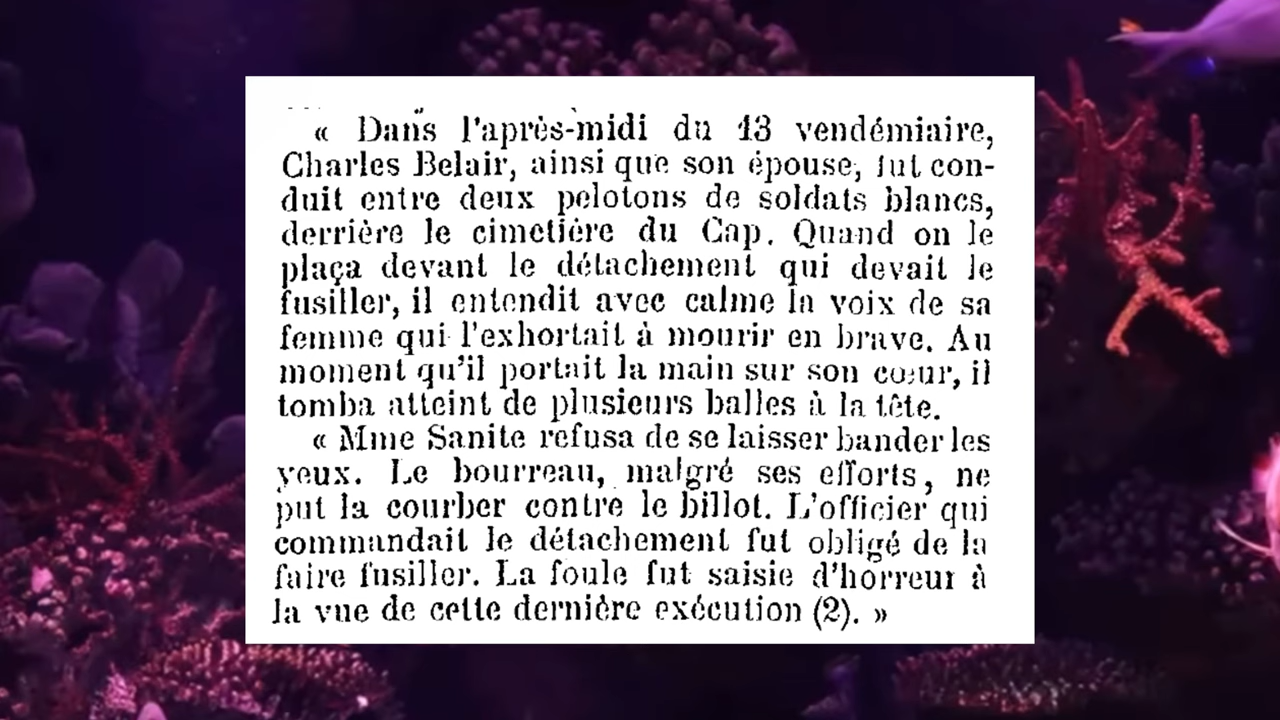 « Dans l'après-midi du 13 vendémiaire,
Charles Belair, ainsi que son épouse, fut con-
duit entre deux pelotons de soldats blancs,
derrière le cimetière du Cap. Quand on le
plaça devant le détachement qui devait le
fusiller, il entendit avec calme la voix de sa
femme qui l'exhortait à mourir en brave. Au
moment qu'il portait la main sur son cœur, il
tomba atteint de plusieurs balles à la tête.
« Mme Sanite refusa de se laisser bander les
yeux. Le bourreau, malgré ses efforts, ne
put la courber contre le billot. L'officier qui
commandait le détachement fut obligé de la
faire fusiller. La foule fut saisie d'horreur à
la vue de cette dernière exécution (2). »